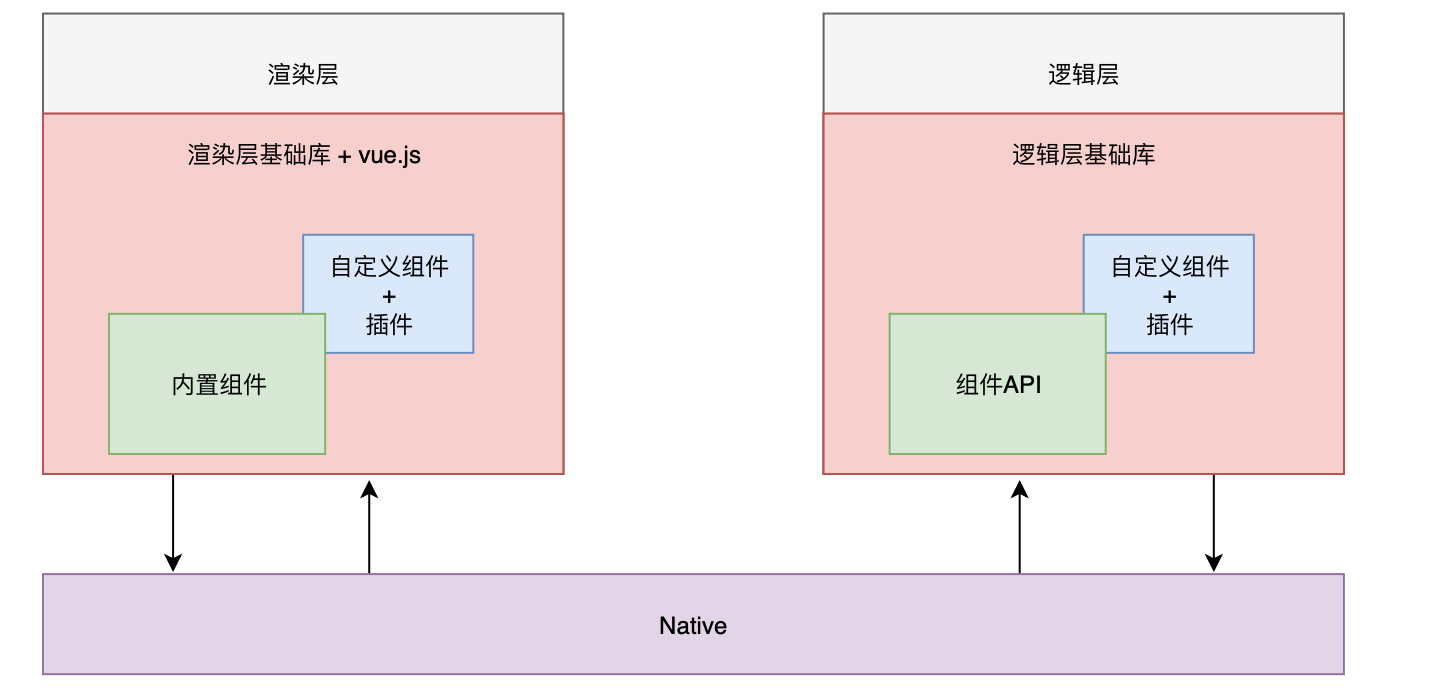 渲染层
渲染层基础库 + vue.js
自定义组件
+
插件
内置组件
逻辑层
逻辑层基础库
自定义组件
+
插件
组件API
Native